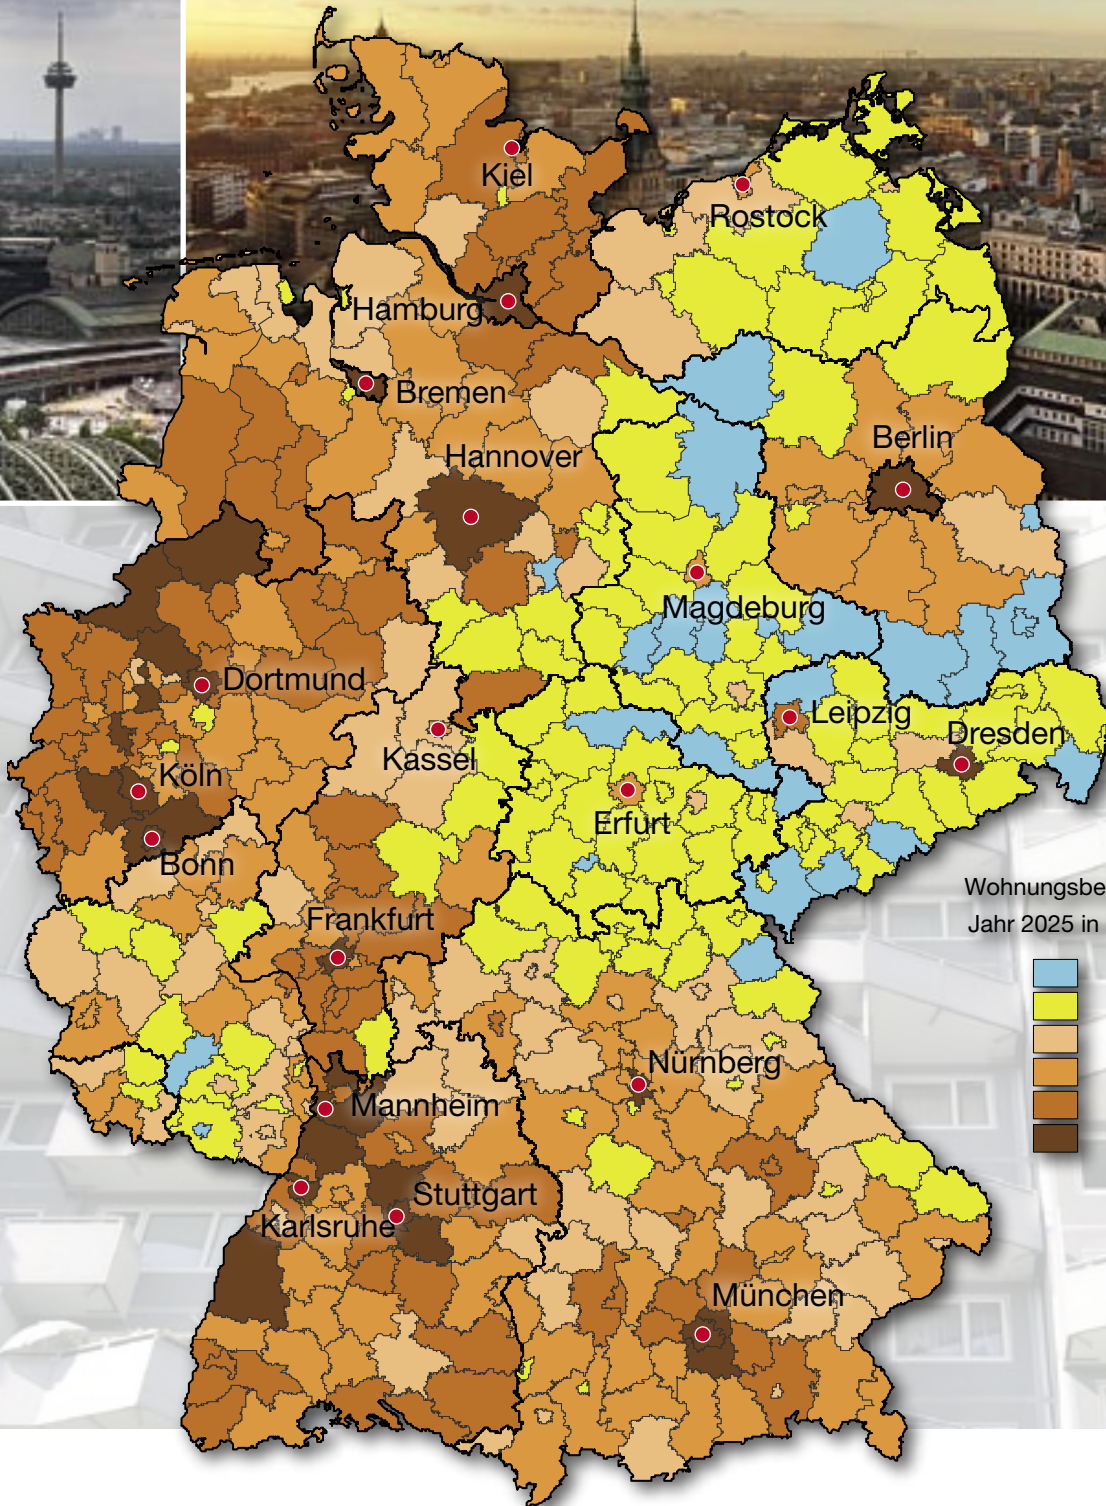 Kiel
Rostock
Hamburg
Bremen
Berlin
Hannover
Magdeburg
Dortmund
Leipzig
Dresden
Kassel
Köln
Erfurt
Bonn
Wohnungsbe
Jahr 2025 in
Frankfurt
Nürnberg
Mannheim
Stuttgart
Karlsruhe
München